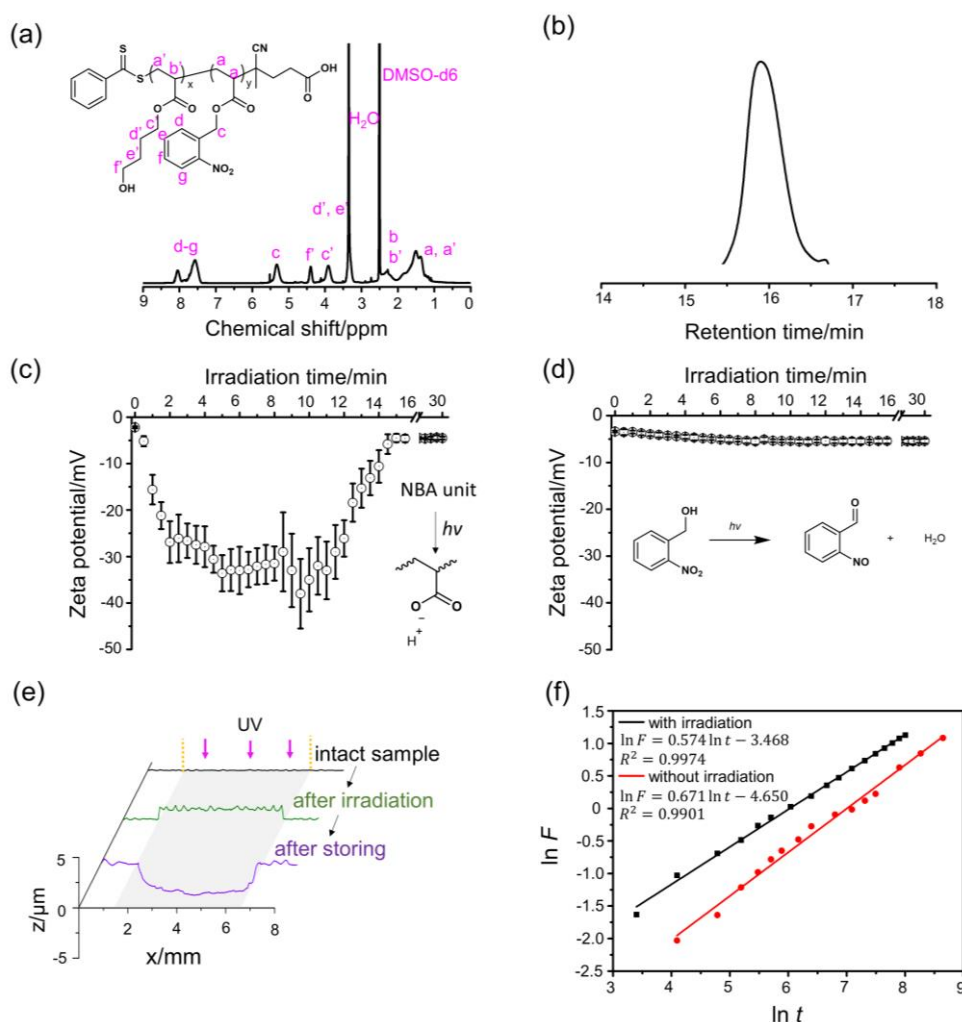 (a)
S
S
a'
b'
x
a
a
y
CN
OH
O
O
O
O
O
c'
d'
e'
f'
OH
d
e
f
g
c
NO₂
DMSO-d6
H₂O
d', e'
d-g
c
f'
c'
b
b'
a, a'
9 8 7 6 5 4 3 2 1 0
Chemical shift/ppm
(b)
14 15 16 17 18
Retention time/min
(c)
Irradiation time/min
0 2 4 6 8 10 12 14 16 30
0
-10
-20
-30
-40
-50
Zeta potential/mV
NBA unit
hv
O
O
−
H⁺
(d)
Irradiation time/min
0 2 4 6 8 10 12 14 16 30
0
-10
-20
-30
-40
-50
Zeta potential/mV
OH
NO₂
hv
O
NO
+
H₂O
(e)
UV
intact sample
after irradiation
after storing
5
0
-5
z/μm
2 4 6 8
x/mm
(f)
1.5
1.0
0.5
0
-0.5
-1.0
-1.5
-2.0
-2.5
ln F
with irradiation
ln F = 0.574 ln t − 3.468
R² = 0.9974
without irradiation
ln F = 0.671 ln t − 4.650
R² = 0.9901
3 4 5 6 7 8 9
ln t